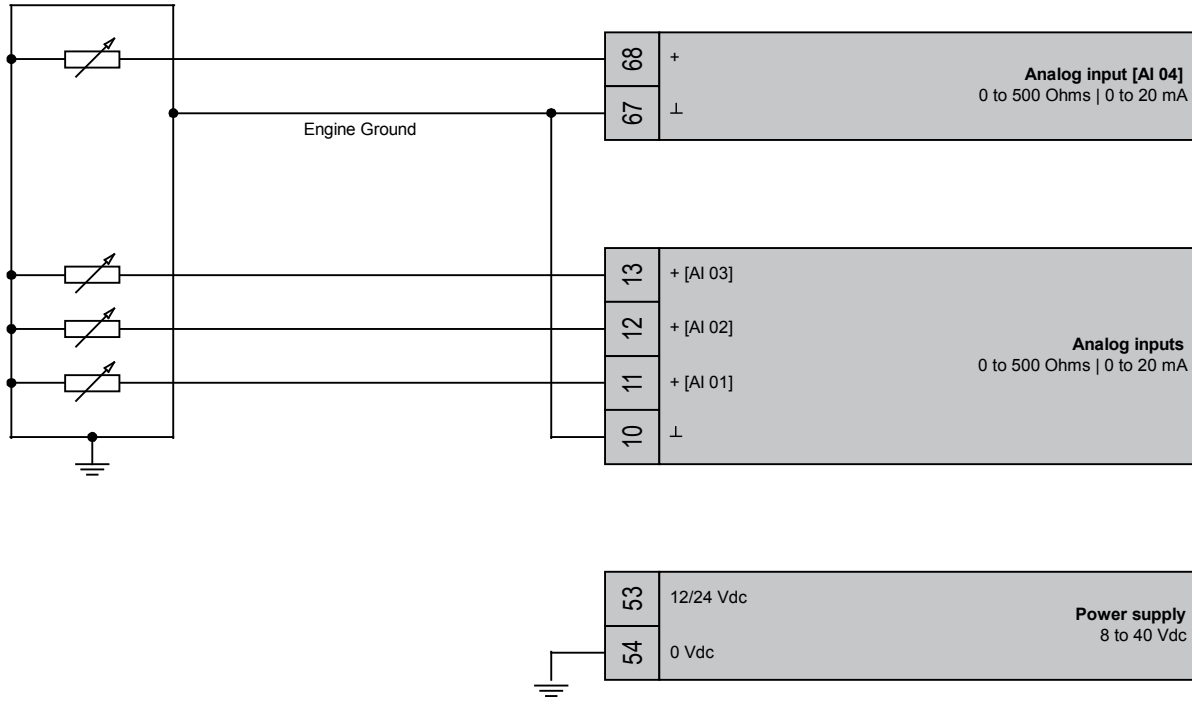 68 +
Analog input [AI 04]
0 to 500 Ohms | 0 to 20 mA
67 ⊥
Engine Ground
13 + [AI 03]
12 + [AI 02]
Analog inputs
0 to 500 Ohms | 0 to 20 mA
11 + [AI 01]
10 ⊥
53 12/24 Vdc
Power supply
8 to 40 Vdc
54 0 Vdc